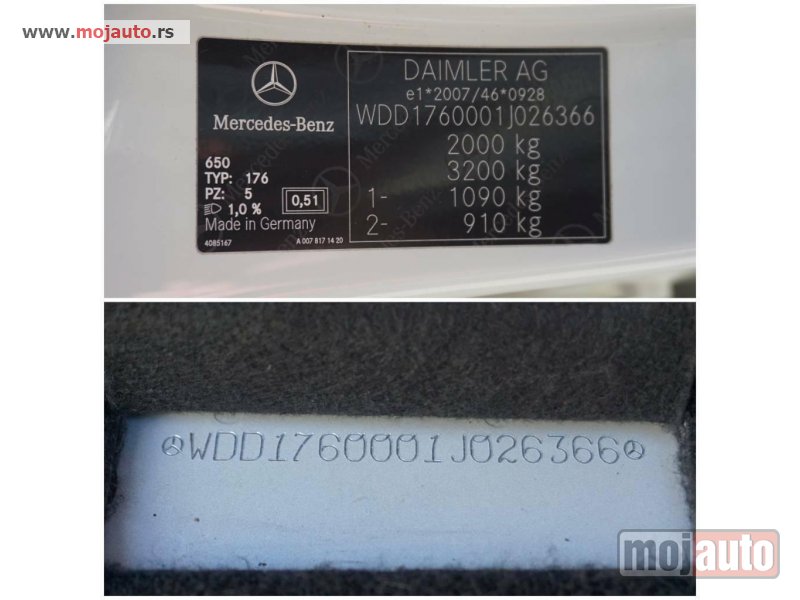 www.mojauto.rs
Mercedes-Benz
650
TYP: 176
PZ: 5
1,0 %
0,51
Made in Germany
4085167
A 007 817 14 20
DAIMLER AG
e1*2007/46*0928
WDD1760001J026366
2000 kg
3200 kg
1- 1090 kg
2- 910 kg
WDD1760001J026366
mojauto